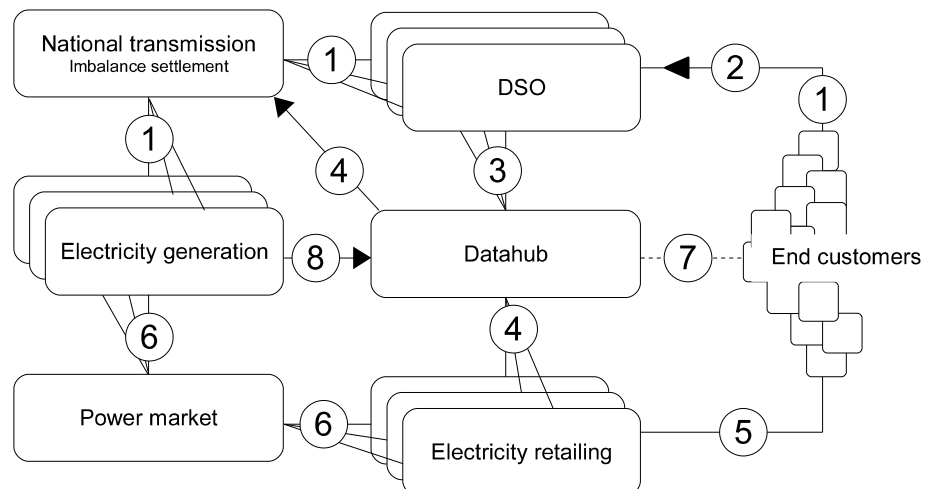 National transmission
Imbalance settlement
1
DSO
2
1
1
4
3
Electricity generation
8
Datahub
7
End customers
6
4
Power market
6
Electricity retailing
5